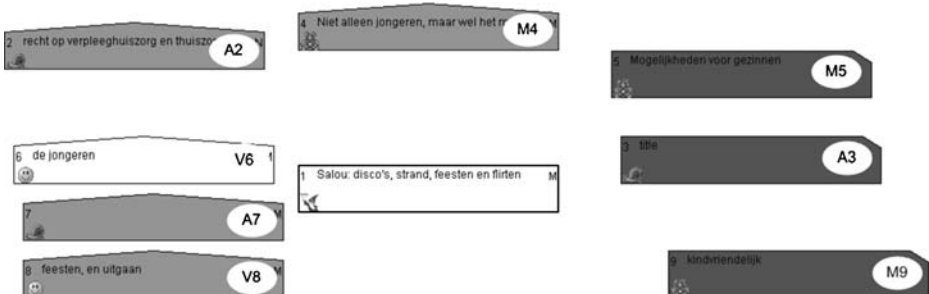 2 recht op verpleeghuiszorg en thuiszo
A2
4 Niet alleen jongeren, maar wel het m M
M4
5 Mogelijkheden voor gezinnen
M5
6 de jongeren
V6
1 Salou: disco's, strand, feesten en flirten M
3 title
A3
7 M
A7
8 feesten, en uitgaan M
V8
9 kindvriendelijk
M9